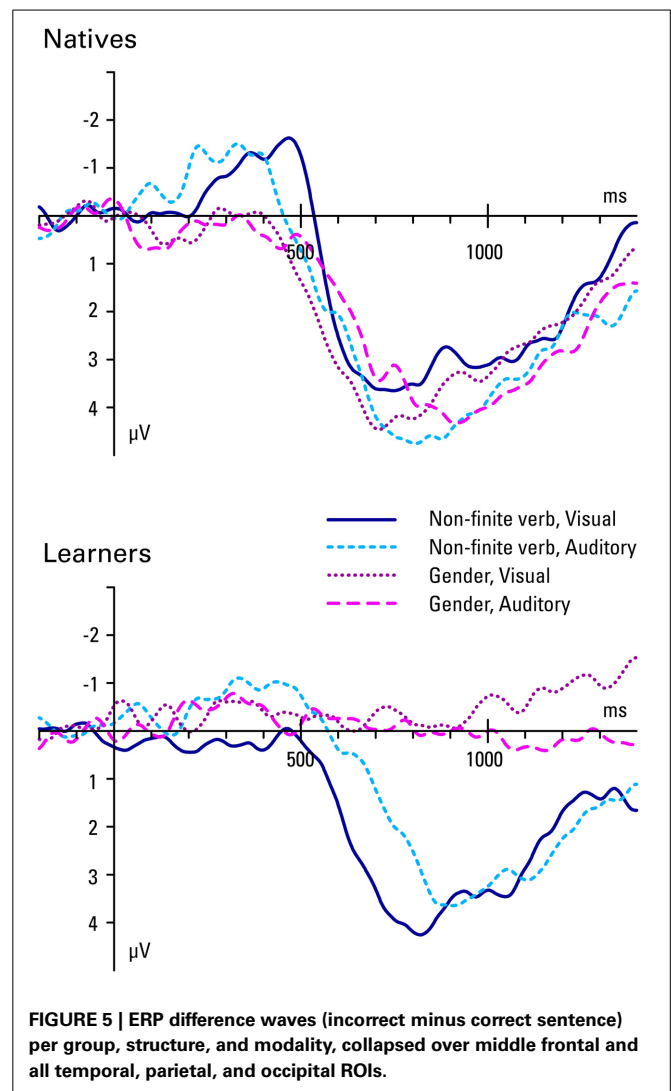 Natives
-2
-1
ms
500
1000
1
2
3
4
µV
Non-finite verb, Visual
Non-finite verb, Auditory
Gender, Visual
Gender, Auditory
Learners
-2
-1
ms
500
1000
1
2
3
4
µV
FIGURE 5 | ERP difference waves (incorrect minus correct sentence)
per group, structure, and modality, collapsed over middle frontal and
all temporal, parietal, and occipital ROIs.